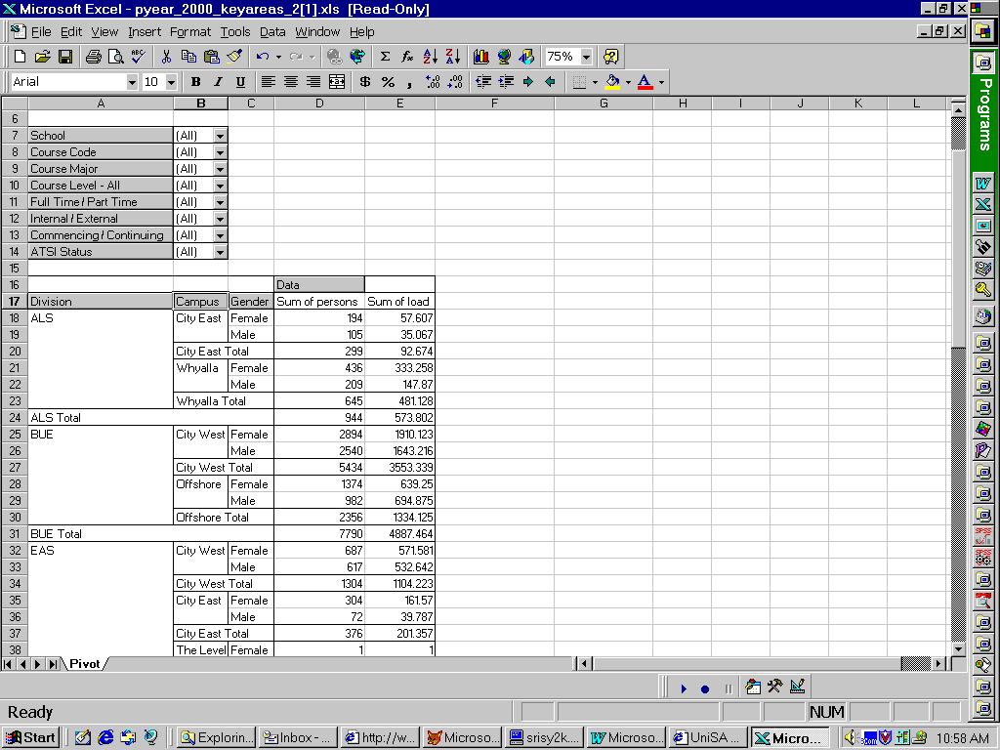 Microsoft Excel - pyear_2000_keyareas_2[1].xls [Read-Only]
File Edit View Insert Format Tools Data Window Help
75%
Arial 10 B I U $ % ,
A B C D E F G H I J K L
6
7 School (All)
8 Course Code (All)
9 Course Major (All)
10 Course Level - All (All)
11 Full Time / Part Time (All)
12 Internal / External (All)
13 Commencing / Continuing (All)
14 ATSI Status (All)
15
16 Data
17 Division Campus Gender Sum of persons Sum of load
18 ALS City East Female 194 57.607
19 Male 105 35.067
20 City East Total 299 92.674
21 Whyalla Female 436 333.258
22 Male 209 147.87
23 Whyalla Total 645 481.128
24 ALS Total 944 573.802
25 BUE City West Female 2894 1910.123
26 Male 2540 1643.216
27 City West Total 5434 3553.339
28 Offshore Female 1374 639.25
29 Male 982 694.875
30 Offshore Total 2356 1334.125
31 BUE Total 7790 4887.464
32 EAS City West Female 687 571.581
33 Male 617 532.642
34 City West Total 1304 1104.223
35 City East Female 304 161.57
36 Male 72 39.787
37 City East Total 376 201.357
38 The Level Female 1 1
Pivot
Ready NUM
Start Explorin... Inbox - ... http://w... Microso... srisy2k.... Microso... UniSA ... Micro... 10:58 AM
Programs